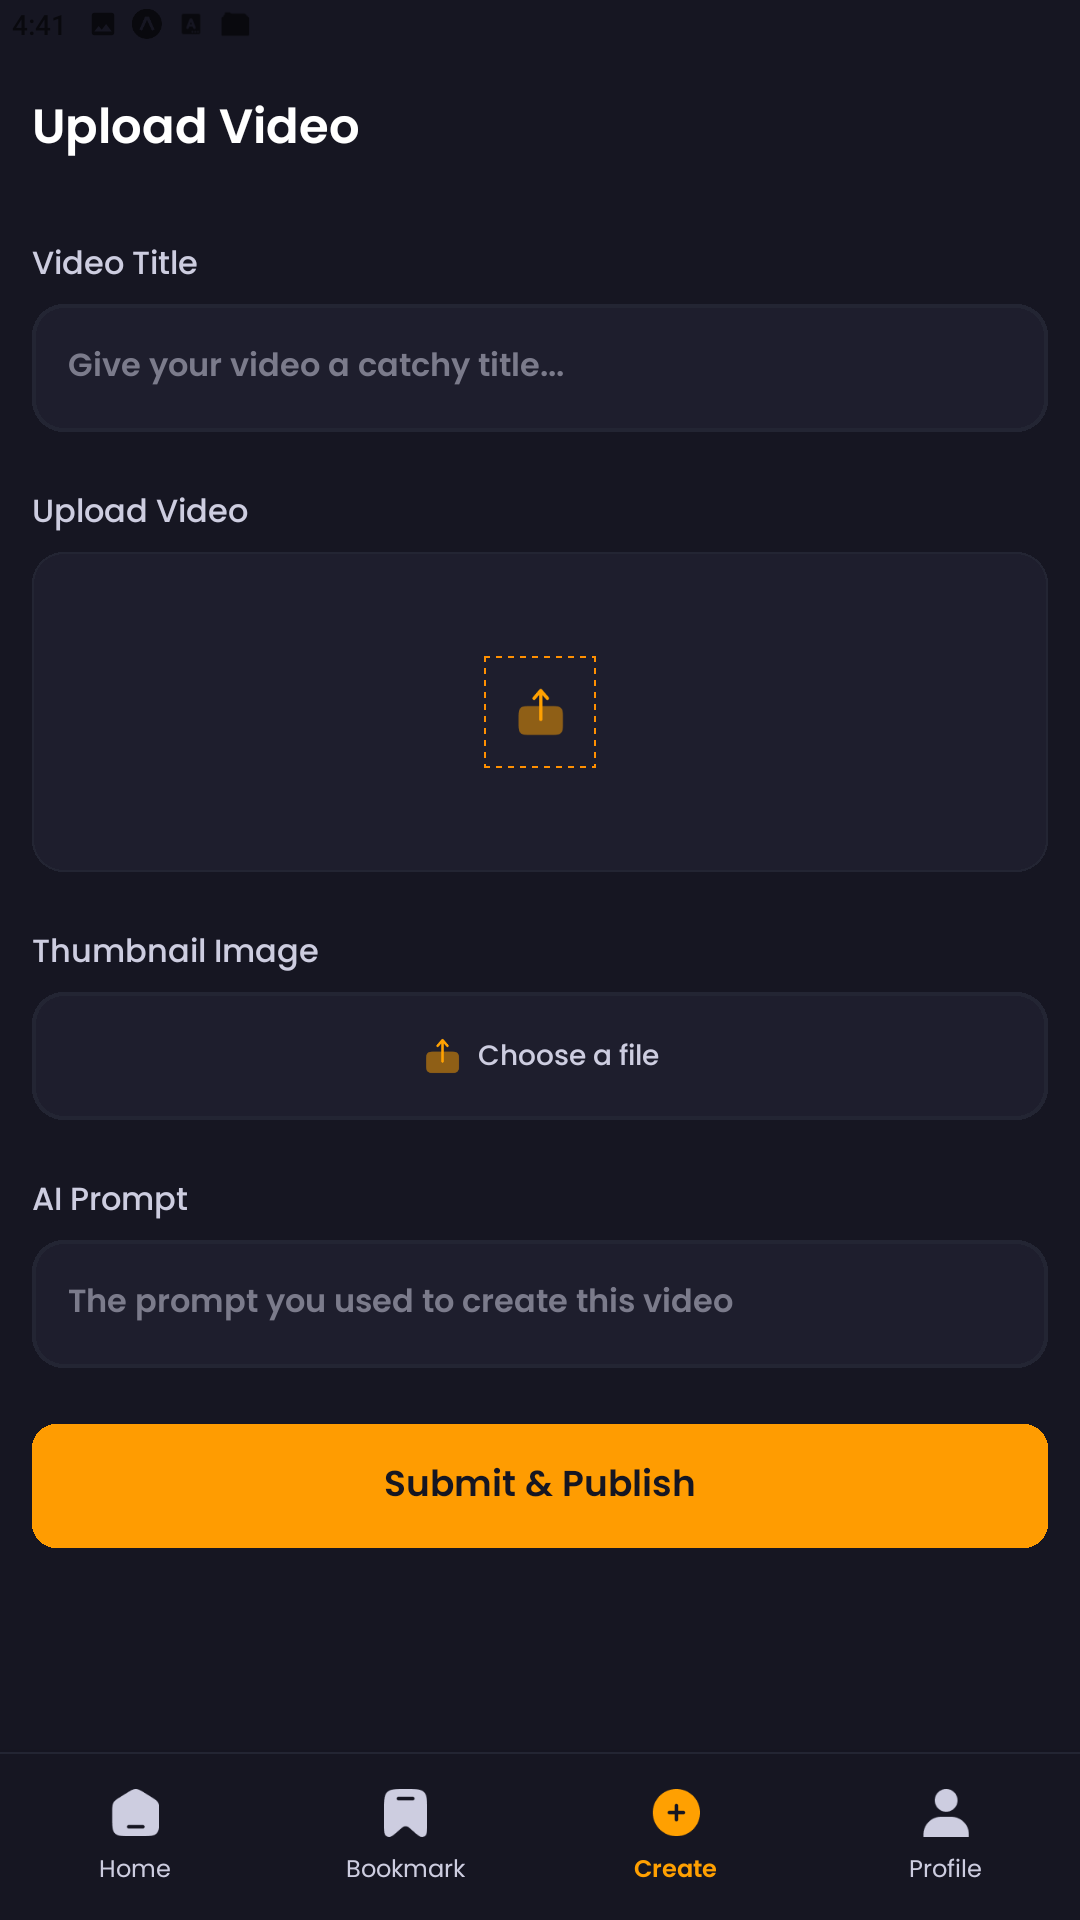 4:41
Upload Video
Video Title
Give your video a catchy title...
Upload Video
Thumbnail Image
Choose a file
AI Prompt
The prompt you used to create this video
Submit & Publish
Home
Bookmark
Create
Profile